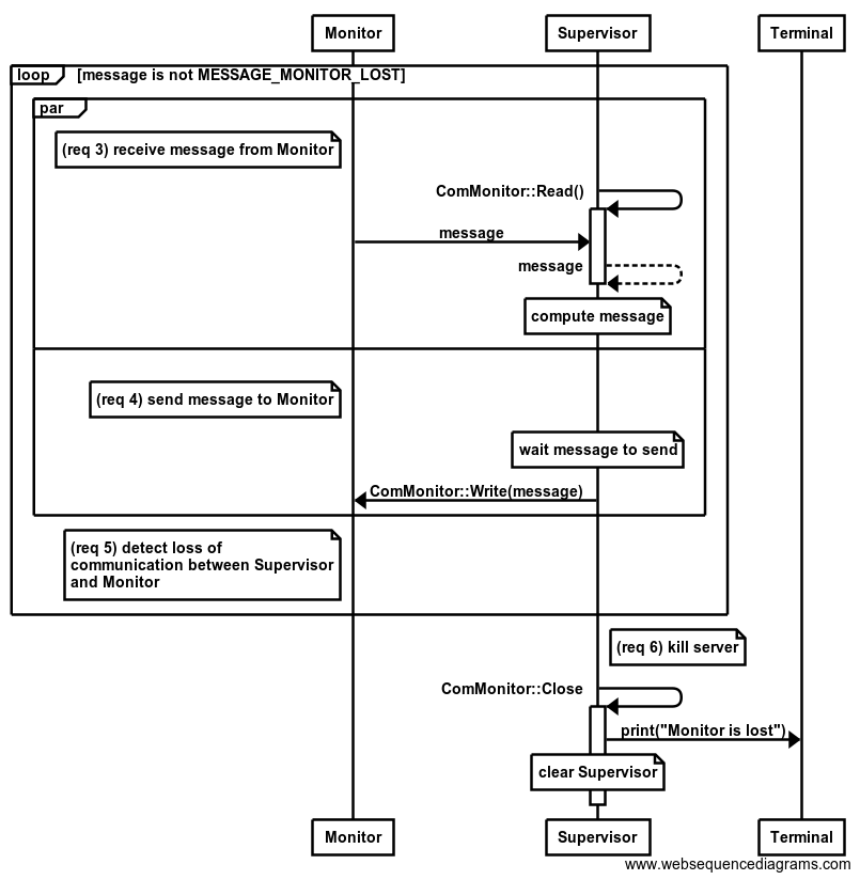 Monitor
Supervisor
Terminal
loop
[message is not MESSAGE_MONITOR_LOST]
par
(req 3) receive message from Monitor
ComMonitor::Read()
message
message
compute message
(req 4) send message to Monitor
wait message to send
ComMonitor::Write(message)
(req 5) detect loss of
communication between Supervisor
and Monitor
(req 6) kill server
ComMonitor::Close
print("Monitor is lost")
clear Supervisor
Monitor
Supervisor
Terminal
www.websequencediagrams.com